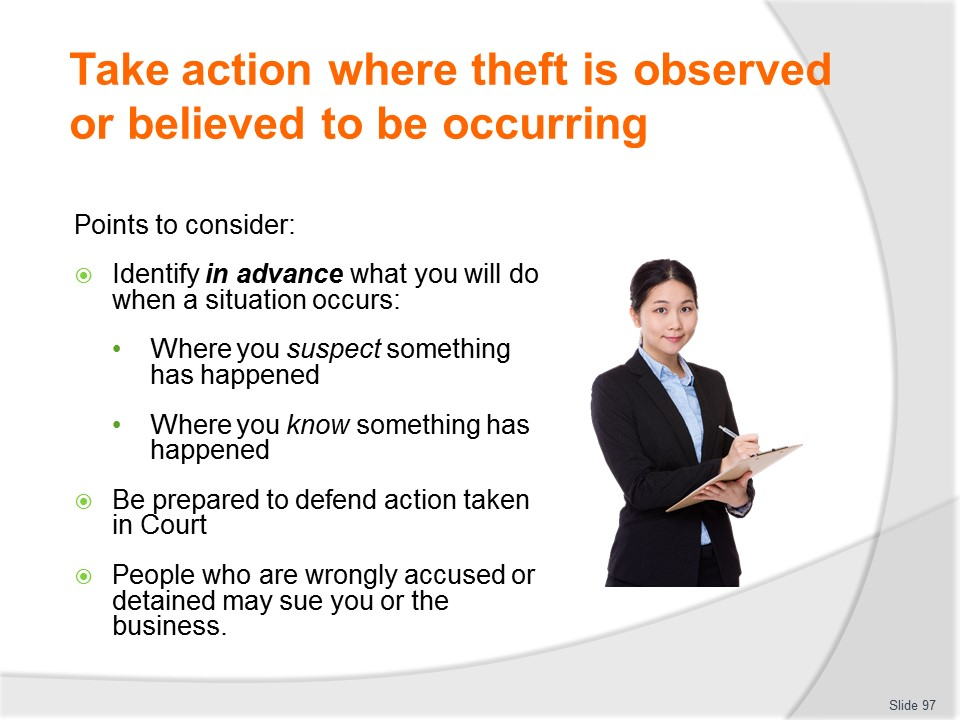 Take action where theft is observed
or believed to be occurring
Points to consider:
Identify in advance what you will do
when a situation occurs:
• Where you suspect something
has happened
• Where you know something has
happened
Be prepared to defend action taken
in Court
People who are wrongly accused or
detained may sue you or the
business.
Slide 97